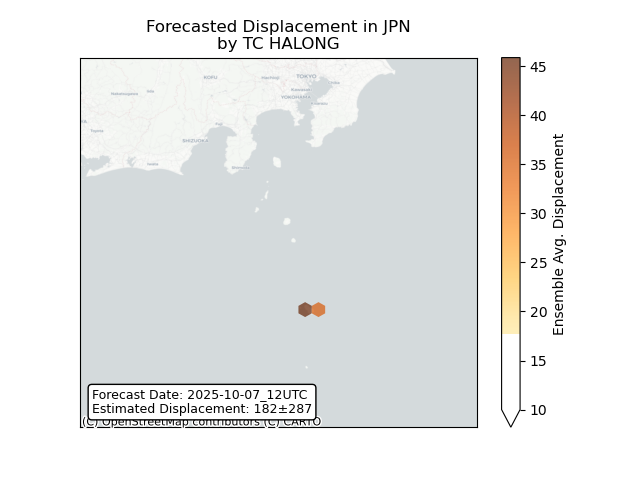 Forecasted Displacement in JPN
by TC HALONG
TOKYO
KOFU
YOKOHAMA
SHIZUOKA
45
40
35
30
25
20
15
10
Ensemble Avg. Displacement
Forecast Date: 2025-10-07_12UTC
Estimated Displacement: 182±287
(C) OpenStreetMap contributors (C) CARTO